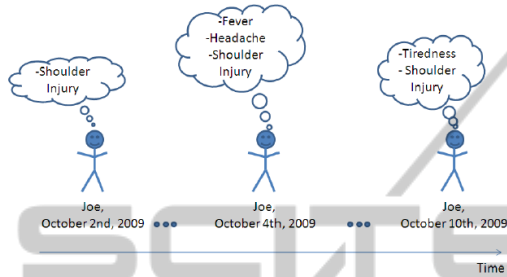 -Shoulder
Injury
-Fever
-Headache
-Shoulder
Injury
-Tiredness
- Shoulder
Injury
Joe,
October 2nd, 2009
Joe,
October 4th, 2009
Joe,
October 10th, 2009
Time
SCITE